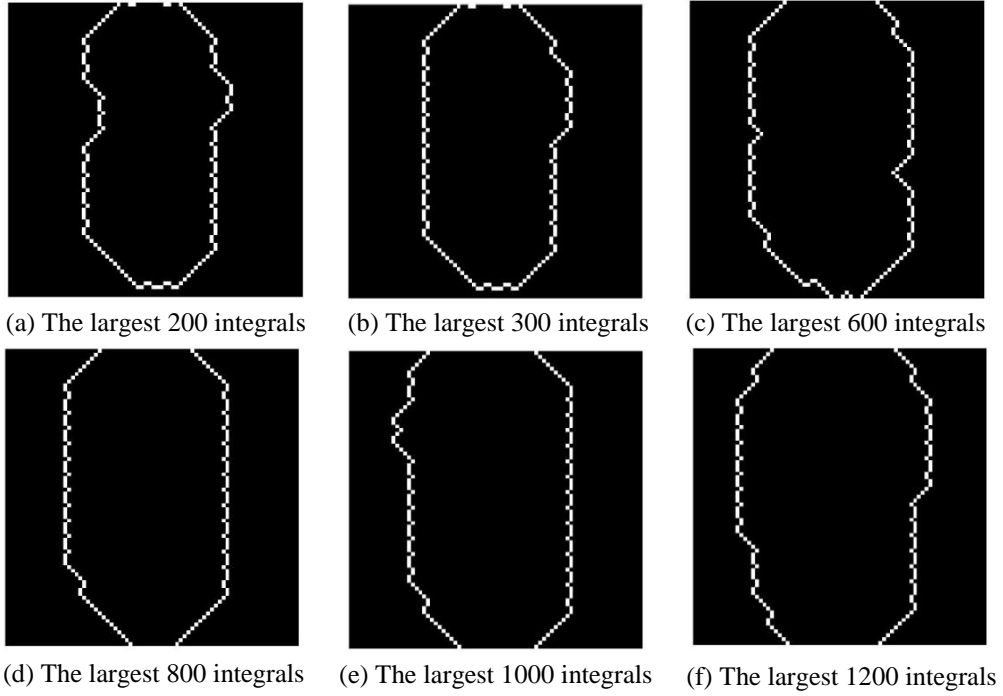 (a) The largest 200 integrals
(b) The largest 300 integrals
(c) The largest 600 integrals
(d) The largest 800 integrals
(e) The largest 1000 integrals
(f) The largest 1200 integrals